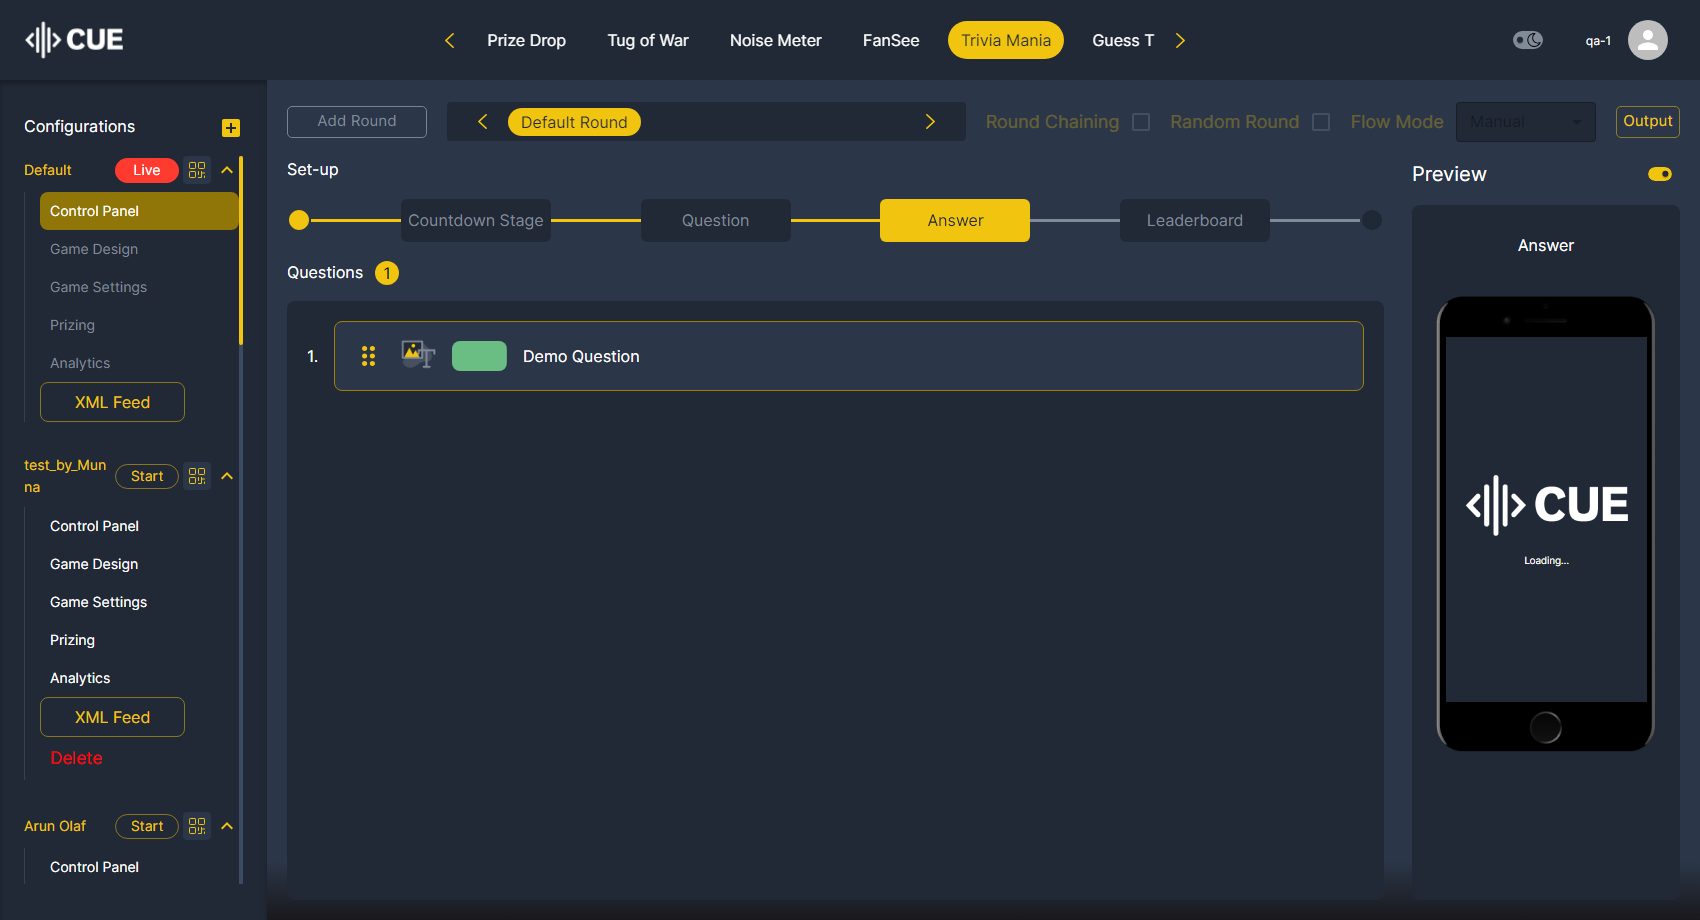 CUE
Prize Drop
Tug of War
Noise Meter
FanSee
Trivia Mania
Guess T
qa-1
Configurations
Default
Live
Control Panel
Game Design
Game Settings
Prizing
Analytics
XML Feed
test_by_Mun
na
Start
Control Panel
Game Design
Game Settings
Prizing
Analytics
XML Feed
Delete
Arun Olaf
Start
Control Panel
Add Round
Default Round
Round Chaining
Random Round
Flow Mode
Manual
Output
Set-up
Countdown Stage
Question
Answer
Leaderboard
Questions 1
1.
T
Demo Question
Preview
Answer
CUE
Loading...